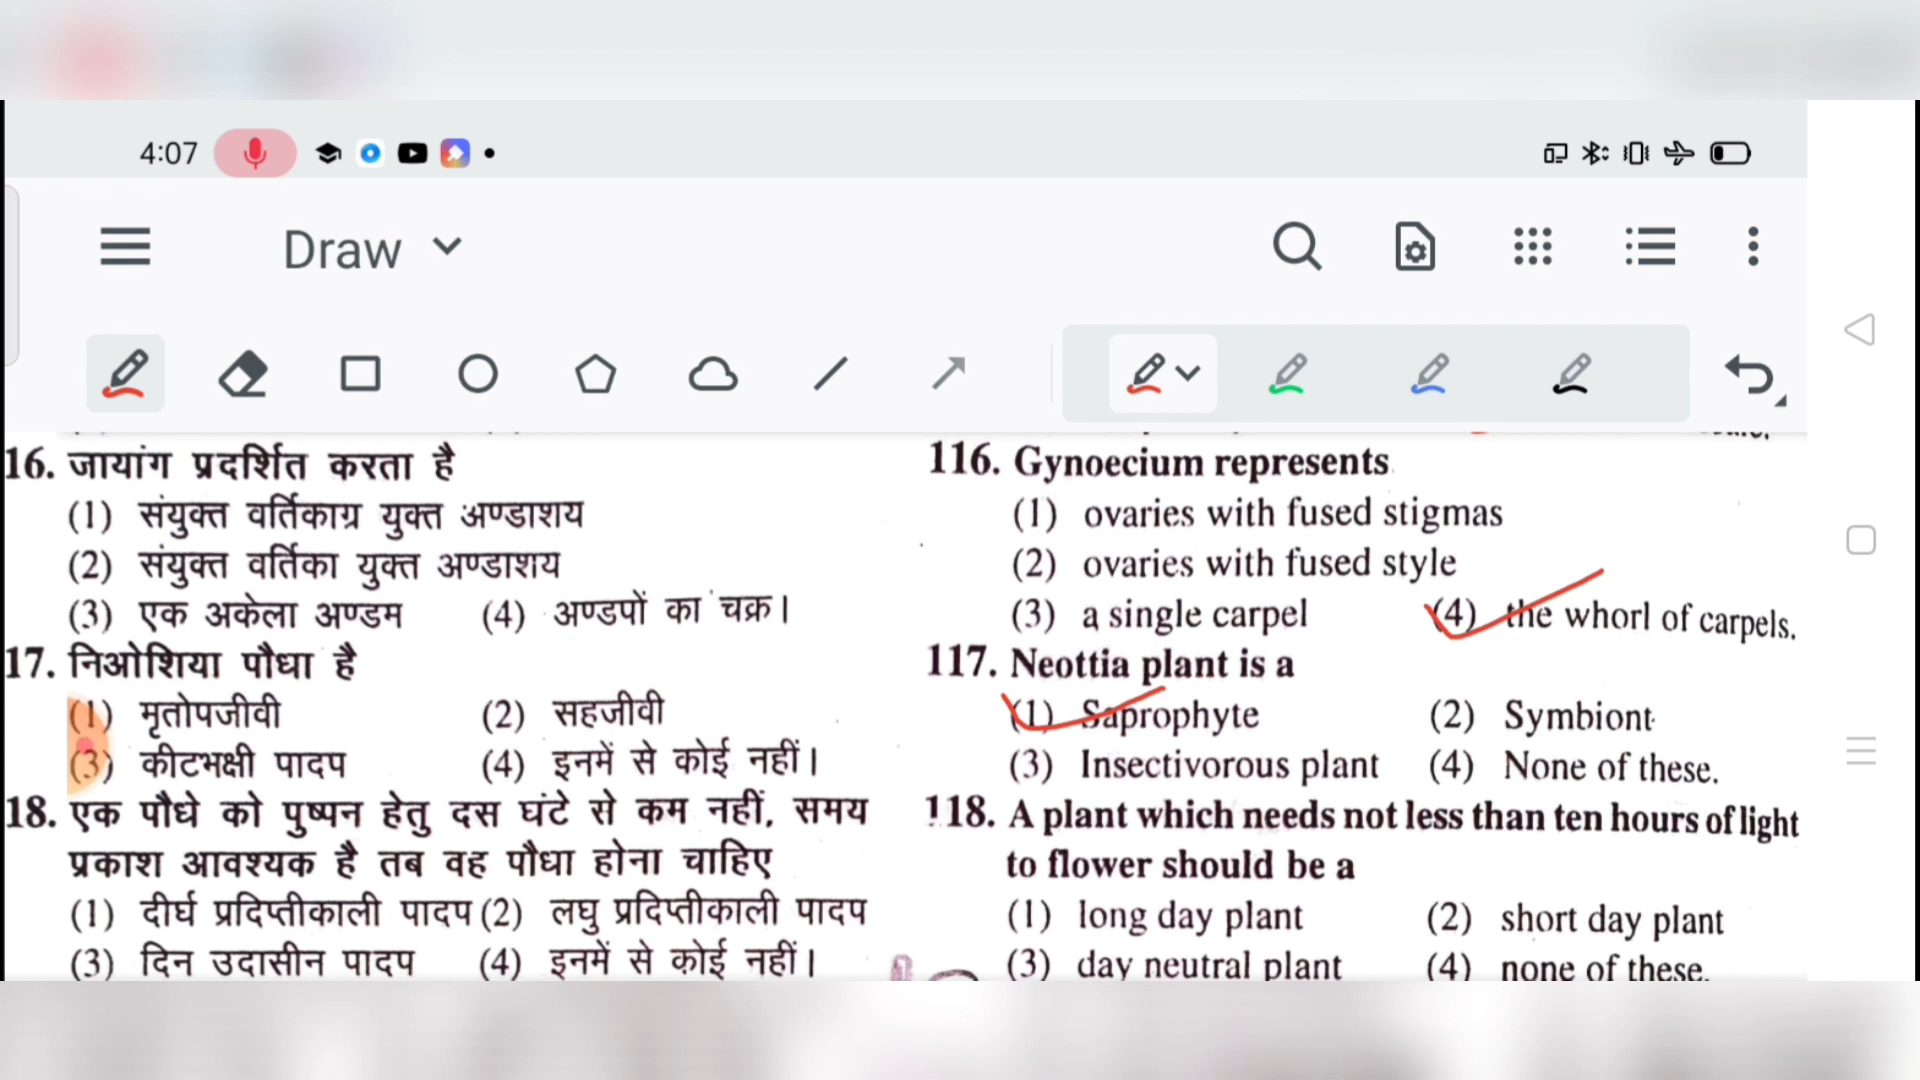 4:07
Draw
16. जायांग प्रदर्शित करता है
(1) संयुक्त वर्तिकाग्र युक्त अण्डाशय
(2) संयुक्त वर्तिका युक्त अण्डाशय
(3) एक अकेला अण्डम (4) अण्डपों का चक्र।
17. निओशिया पौधा है
(1) मृतोपजीवी (2) सहजीवी
(3) कीटभक्षी पादप (4) इनमें से कोई नहीं।
18. एक पौधे को पुष्पन हेतु दस घंटे से कम नहीं, समय
प्रकाश आवश्यक है तब वह पौधा होना चाहिए
(1) दीर्घ प्रदिप्तीकाली पादप (2) लघु प्रदिप्तीकाली पादप
(3) दिन उदासीन पादप (4) इनमें से कोई नहीं।
116. Gynoecium represents
(1) ovaries with fused stigmas
(2) ovaries with fused style
(3) a single carpel (4) the whorl of carpels.
117. Neottia plant is a
(1) Saprophyte (2) Symbiont
(3) Insectivorous plant (4) None of these.
118. A plant which needs not less than ten hours of light
to flower should be a
(1) long day plant (2) short day plant
(3) day neutral plant (4) none of these.